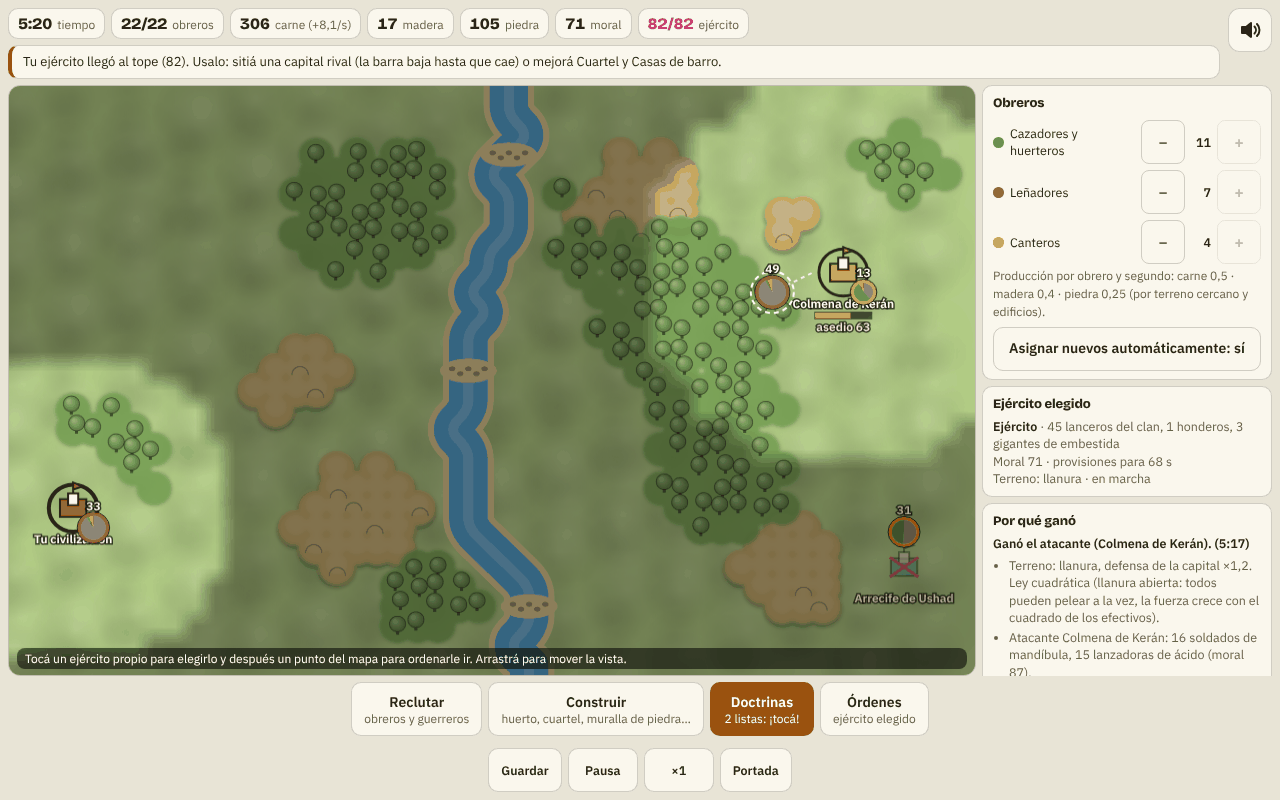 5:20 tiempo
22/22 obreros
306 carne (+8,1/s)
17 madera
105 piedra
71 moral
82/82 ejército
Tu ejército llegó al tope (82). Usalo: sitiá una capital rival (la barra baja hasta que cae) o mejorá Cuartel y Casas de barro.
49
13
Colmena de Kerán
asedio 63
33
Tu civilización
31
Arrecife de Ushad
Tocá un ejército propio para elegirlo y después un punto del mapa para ordenarle ir. Arrastrá para mover la vista.
Obreros
Cazadores y
huerteros
− 11 +
Leñadores
− 7 +
Canteros
− 4 +
Producción por obrero y segundo: carne 0,5 ·
madera 0,4 · piedra 0,25 (por terreno cercano y
edificios).
Asignar nuevos automáticamente: sí
Ejército elegido
Ejército · 45 lanceros del clan, 1 honderos, 3
gigantes de embestida
Moral 71 · provisiones para 68 s
Terreno: llanura · en marcha
Por qué ganó
Ganó el atacante (Colmena de Kerán). (5:17)
• Terreno: llanura, defensa de la capital ×1,2.
Ley cuadrática (llanura abierta: todos
pueden pelear a la vez, la fuerza crece con el
cuadrado de los efectivos).
• Atacante Colmena de Kerán: 16 soldados de
mandíbula, 15 lanzadoras de ácido (moral
87).
Reclutar
obreros y guerreros
Construir
huerto, cuartel, muralla de piedra…
Doctrinas
2 listas: ¡tocá!
Órdenes
ejército elegido
Guardar
Pausa
×1
Portada